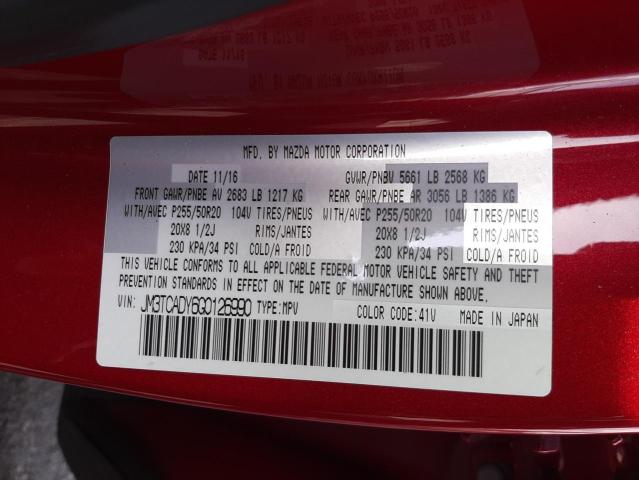 MFD. BY MAZDA MOTOR CORPORATION
DATE 11/16 GVWR/PNBV 5661 LB 2568 KG
FRONT GAWR/PNBE AV 2683 LB 1217 KG REAR GAWR/PNBE AR 3056 LB 1386 KG
WITH/AVEC P255/50R20 104V TIRES/PNEUS WITH/AVEC P255/50R20 104V TIRES/PNEUS
20X8 1/2J RIMS/JANTES 20X8 1/2J RIMS/JANTES
230 KPA/34 PSI COLD/A FROID 230 KPA/34 PSI COLD/A FROID
THIS VEHICLE CONFORMS TO ALL APPLICABLE FEDERAL MOTOR VEHICLE SAFETY AND THEFT
PREVENTION STANDARDS IN EFFECT ON THE DATE OF MANUFACTURE SHOWN ABOVE.
VIN: JM3TCADY6G0126990 TYPE:MPV COLOR CODE:41V MADE IN JAPAN